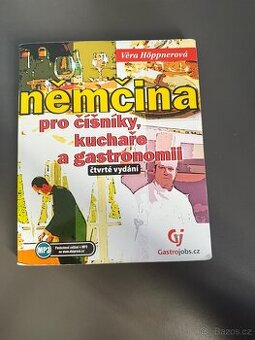 Věra Höppnerová
němčina
pro číšníky,
kuchaře
a gastronomii
čtvrté vydání
Gj
Gastrojobs.cz
MP3
Bazos.cz